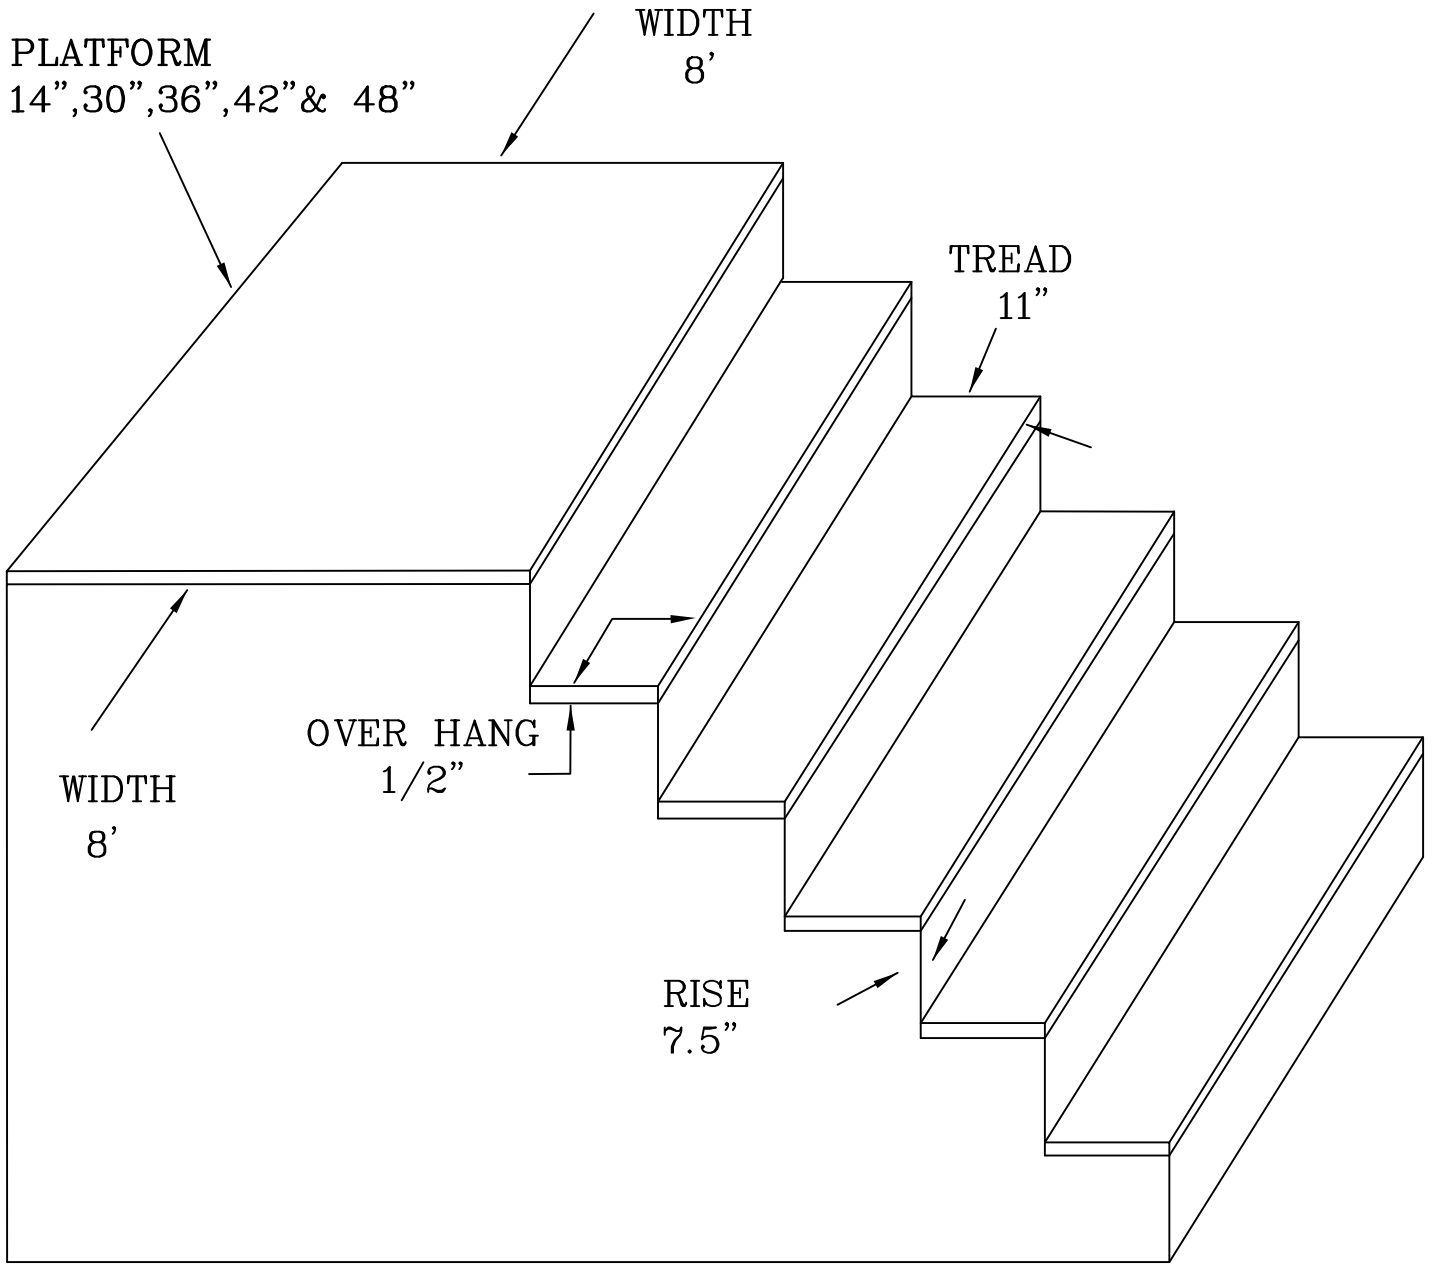 WIDTH
8'
PLATFORM
14”,30”,36”,42”& 48”
TREAD
11”
OVER HANG
1/2”
WIDTH
8'
RISE
7.5”